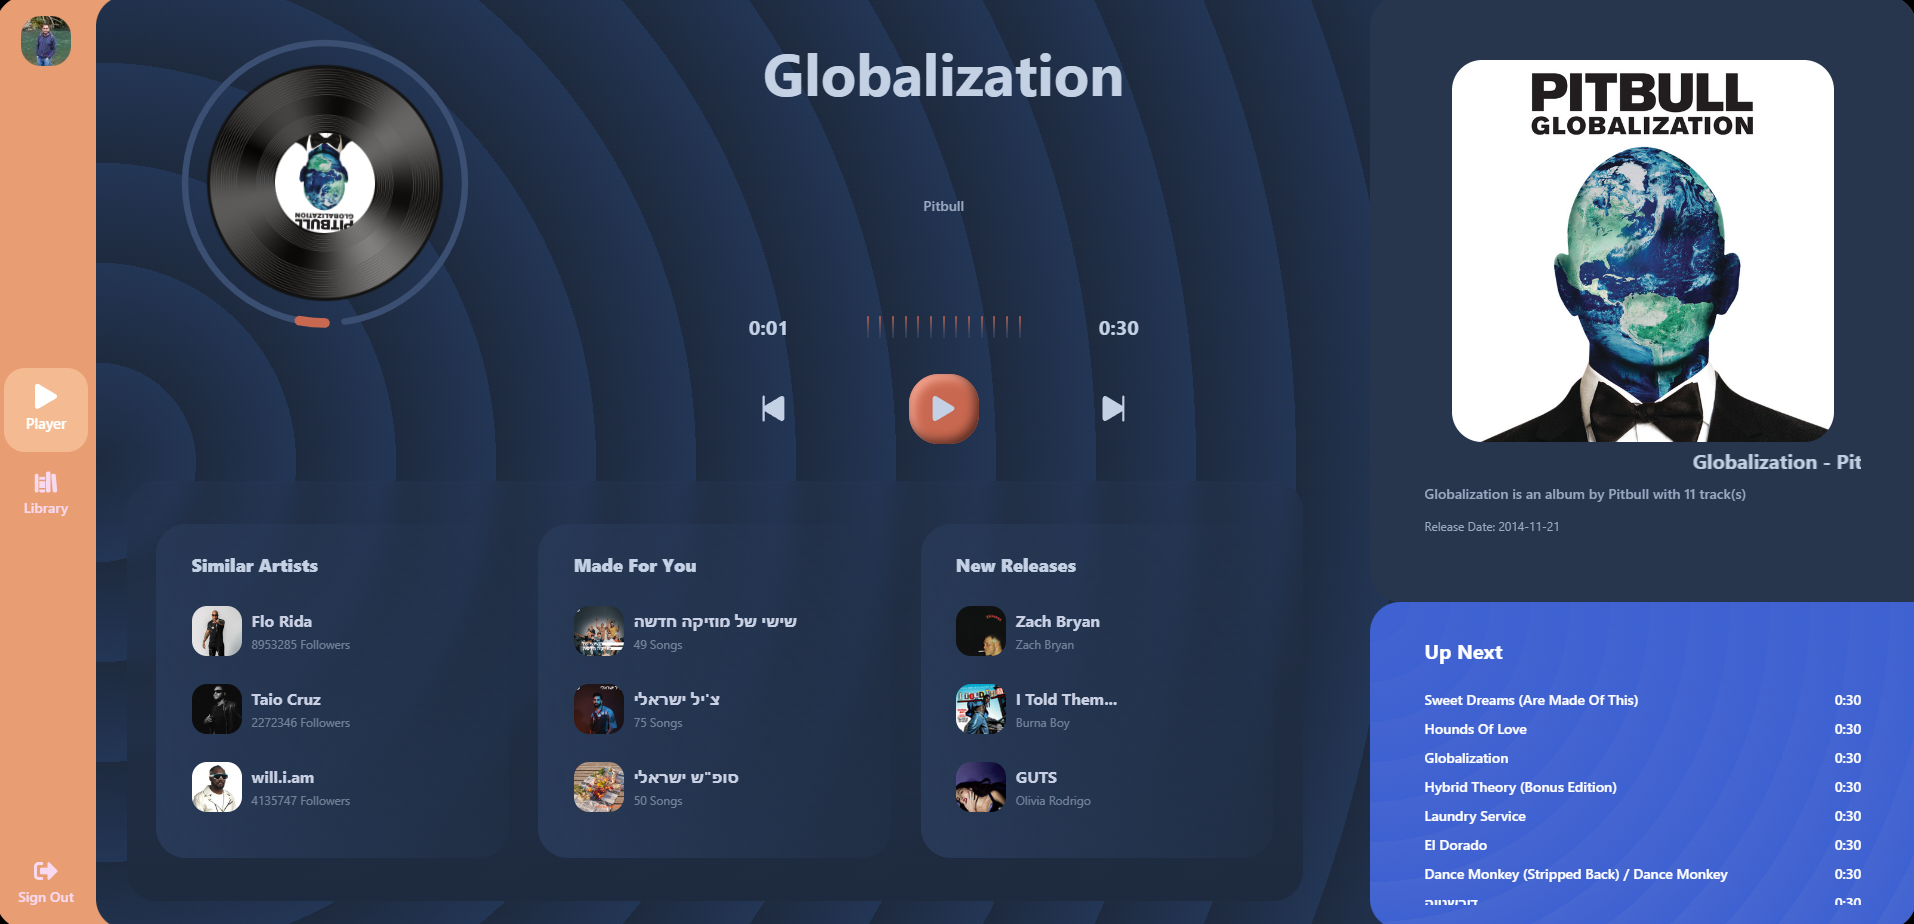 Player
Library
Sign Out
Globalization
Pitbull
0:01
0:30
PITBULL
GLOBALIZATION
Similar Artists
Flo Rida
8953285 Followers
Taio Cruz
2272346 Followers
will.i.am
4135747 Followers
Made For You
שישי של מוזיקה חדשה
49 Songs
צ'יל ישראלי
75 Songs
סופ"ש ישראלי
50 Songs
New Releases
Zach Bryan
Zach Bryan
I Told Them...
Burna Boy
GUTS
Olivia Rodrigo
PITBULL
GLOBALIZATION
Globalization - Pit
Globalization is an album by Pitbull with 11 track(s)
Release Date: 2014-11-21
Up Next
Sweet Dreams (Are Made Of This) 0:30
Hounds Of Love 0:30
Globalization 0:30
Hybrid Theory (Bonus Edition) 0:30
Laundry Service 0:30
El Dorado 0:30
Dance Monkey (Stripped Back) / Dance Monkey 0:30
0:30